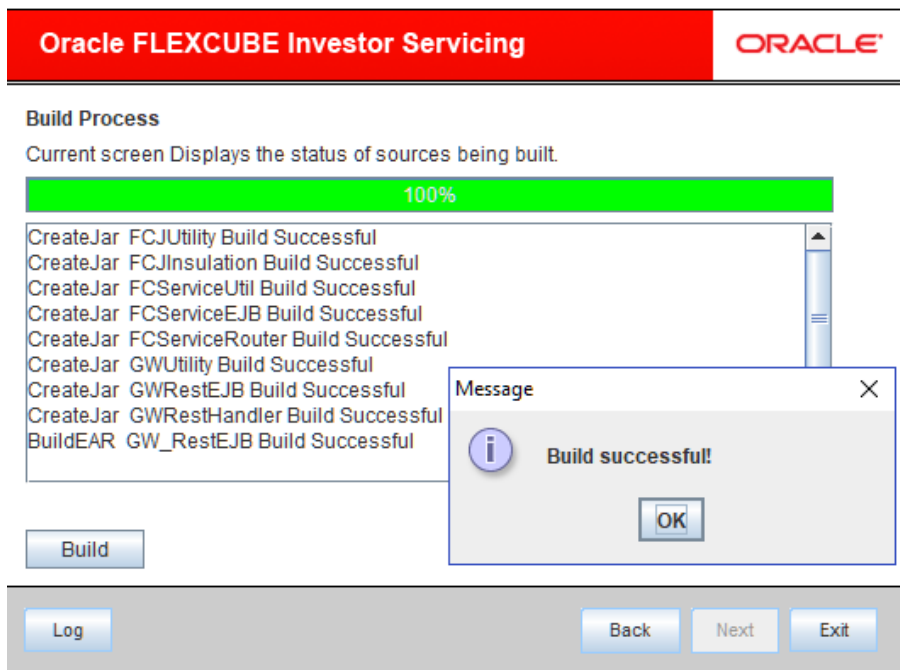 Oracle FLEXCUBE Investor Servicing
ORACLE
Build Process
Current screen Displays the status of sources being built.
100%
CreateJar FCJUtility Build Successful
CreateJar FCJInsulation Build Successful
CreateJar FCServiceUtil Build Successful
CreateJar FCServiceEJB Build Successful
CreateJar FCServiceRouter Build Successful
CreateJar GWUtility Build Successful
CreateJar GWRestEJB Build Successful
CreateJar GWRestHandler Build Successful
BuildEAR GW_RestEJB Build Successful
Message
Build successful!
OK
Build
Log
Back
Next
Exit